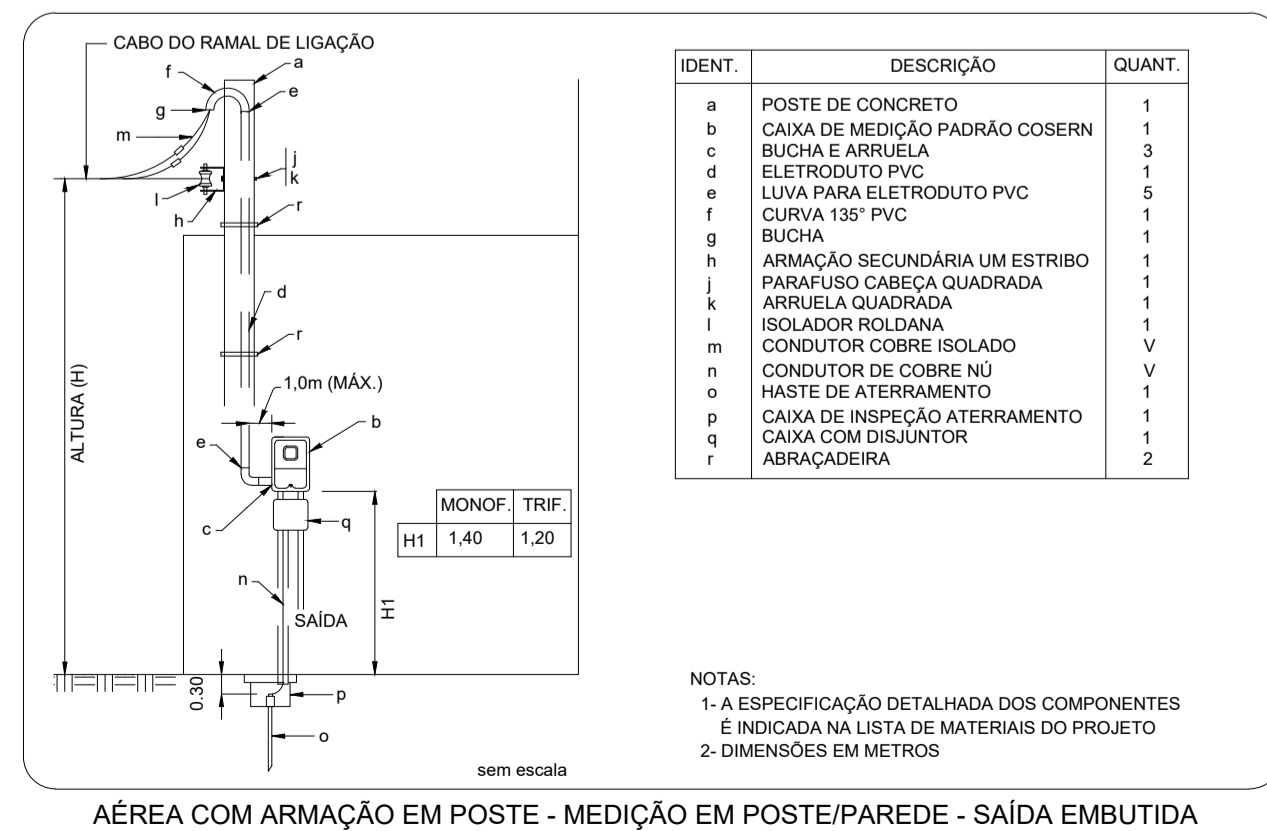 CABO DO RAMAL DE LIGAÇÃO
a
f
e
g
m
j
k
l
h
r
d
r
1,0m (MÁX.)
b
e
ALTURA (H)
c
q
MONOF. TRIF.
H1 1,40 1,20
n
SAÍDA
H1
0.30
p
o
sem escala
IDENT. DESCRIÇÃO QUANT.
a POSTE DE CONCRETO 1
b CAIXA DE MEDIÇÃO PADRÃO COSERN 1
c BUCHA E ARRUELA 3
d ELETRODUTO PVC 1
e LUVA PARA ELETRODUTO PVC 5
f CURVA 135° PVC 1
g BUCHA 1
h ARMAÇÃO SECUNDÁRIA UM ESTRIBO 1
j PARAFUSO CABEÇA QUADRADA 1
k ARRUELA QUADRADA 1
l ISOLADOR ROLDANA 1
m CONDUTOR COBRE ISOLADO V
n CONDUTOR DE COBRE NÚ V
o HASTE DE ATERRAMENTO 1
p CAIXA DE INSPEÇÃO ATERRAMENTO 1
q CAIXA COM DISJUNTOR 1
r ABRAÇADEIRA 2
NOTAS:
1- A ESPECIFICAÇÃO DETALHADA DOS COMPONENTES
É INDICADA NA LISTA DE MATERIAIS DO PROJETO
2- DIMENSÕES EM METROS
AÉREA COM ARMAÇÃO EM POSTE - MEDIÇÃO EM POSTE/PAREDE - SAÍDA EMBUTIDA